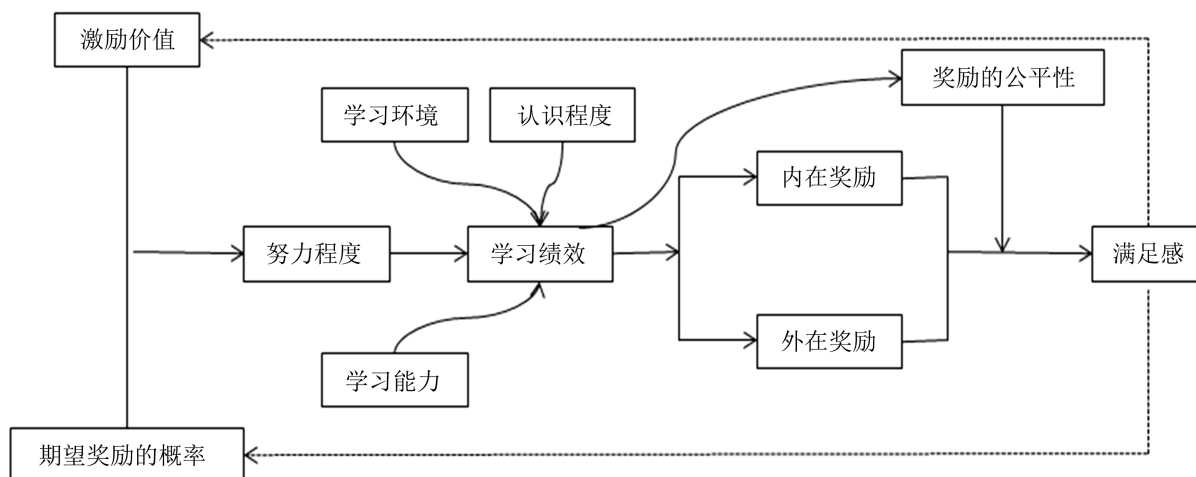 激励价值
奖励的公平性
学习环境
认识程度
内在奖励
努力程度
学习绩效
满足感
外在奖励
学习能力
期望奖励的概率